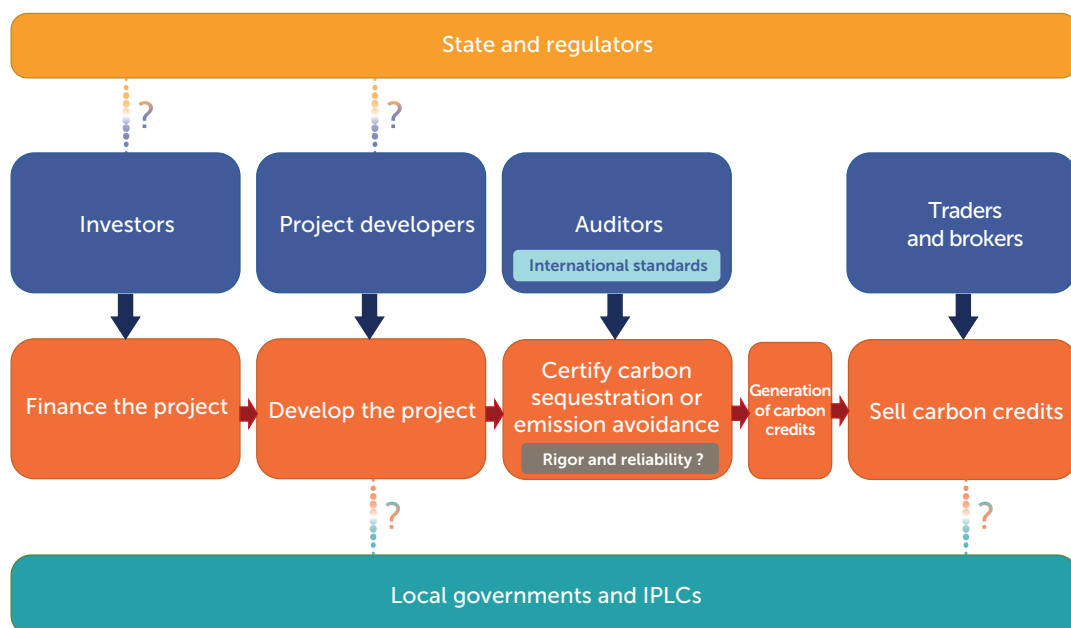 State and regulators
?
?
Investors
Project developers
Auditors
International standards
Traders
and brokers
Finance the project
Develop the project
Certify carbon
sequestration or
emission avoidance
Rigor and reliability ?
Generation
of carbon
credits
Sell carbon credits
?
?
Local governments and IPLCs